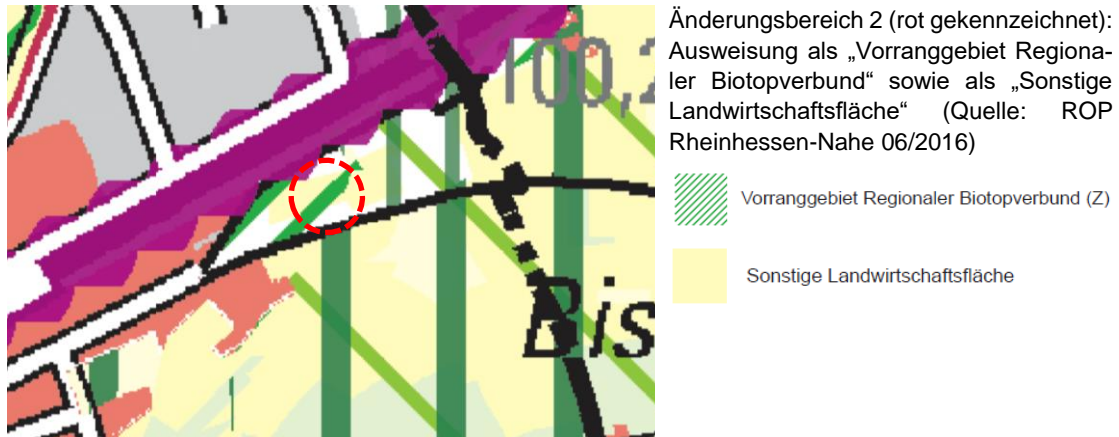 Änderungsbereich 2 (rot gekennzeichnet):
Ausweisung als „Vorranggebiet Regiona-
ler Biotopverbund“ sowie als „Sonstige
Landwirtschaftsfläche“ (Quelle: ROP
Rheinhessen-Nahe 06/2016)
Vorranggebiet Regionaler Biotopverbund (Z)
Sonstige Landwirtschaftsfläche
100,2
Bis